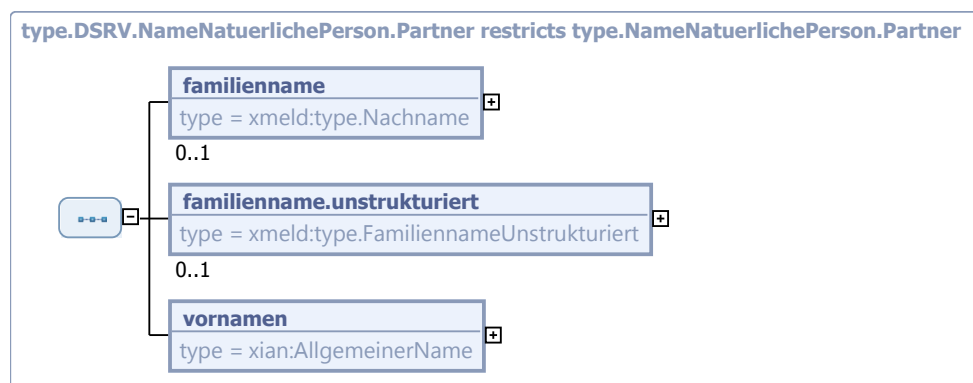 type.DSRV.NameNatuerlichePerson.Partner restricts type.NameNatuerlichePerson.Partner
familienname
type = xmeld:type.Nachname
0..1
familienname.unstrukturiert
type = xmeld:type.FamiliennameUnstrukturiert
0..1
vornamen
type = xian:AllgemeinerName